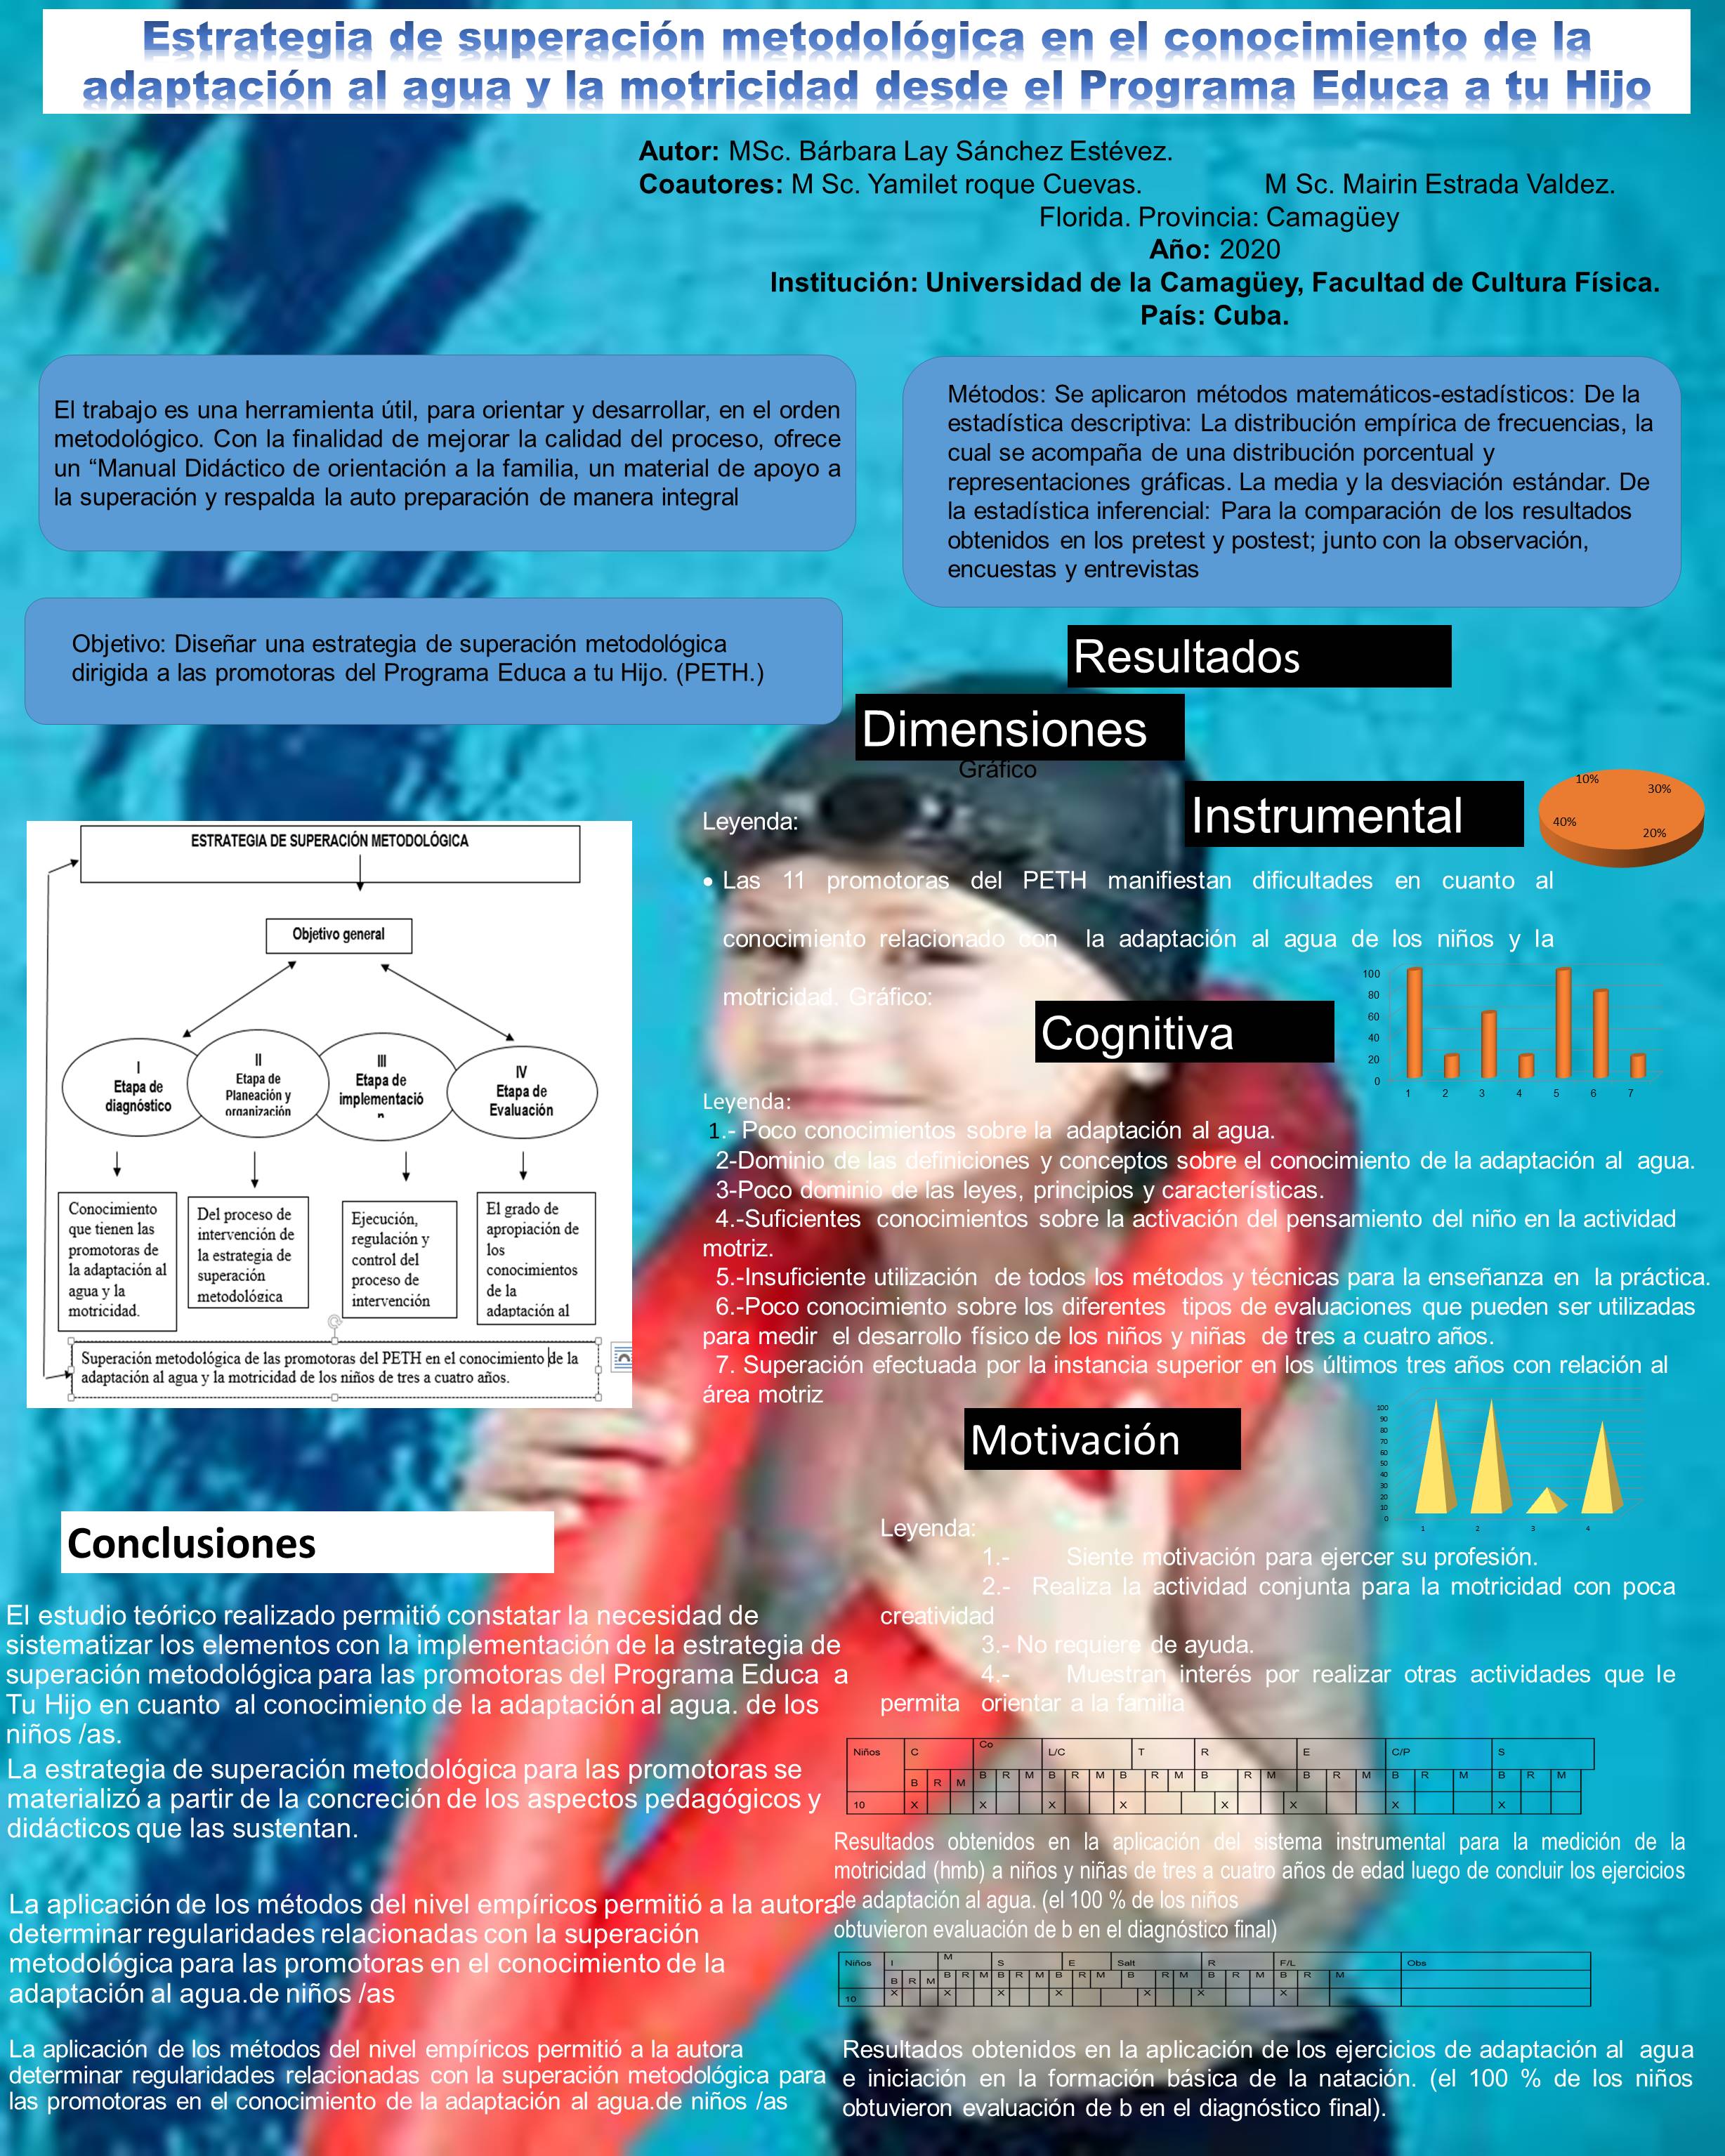 Estrategia de superación metodológica en el conocimiento de la
adaptación al agua y la motricidad desde el Programa Educa a tu Hijo
Autor: MSc. Bárbara Lay Sánchez Estévez.
Coautores: M Sc. Yamilet roque Cuevas. M Sc. Mairin Estrada Valdez.
Florida. Provincia: Camagüey
Año: 2020
Institución: Universidad de la Camagüey, Facultad de Cultura Física.
País: Cuba.
El trabajo es una herramienta útil, para orientar y desarrollar, en el orden
metodológico. Con la finalidad de mejorar la calidad del proceso, ofrece
un “Manual Didáctico de orientación a la familia, un material de apoyo a
la superación y respalda la auto preparación de manera integral
Métodos: Se aplicaron métodos matemáticos-estadísticos: De la
estadística descriptiva: La distribución empírica de frecuencias, la
cual se acompaña de una distribución porcentual y
representaciones gráficas. La media y la desviación estándar. De
la estadística inferencial: Para la comparación de los resultados
obtenidos en los pretest y postest; junto con la observación,
encuestas y entrevistas
Objetivo: Diseñar una estrategia de superación metodológica
dirigida a las promotoras del Programa Educa a tu Hijo. (PETH.)
Resultados
Dimensiones
Gráfico
Instrumental
10%
30%
40%
20%
Leyenda:
• Las 11 promotoras del PETH manifiestan dificultades en cuanto al
conocimiento relacionado con la adaptación al agua de los niños y la
motricidad. Gráfico:
Cognitiva
100
80
60
40
20
0
1 2 3 4 5 6 7
Leyenda:
1.- Poco conocimientos sobre la adaptación al agua.
2-Dominio de las definiciones y conceptos sobre el conocimiento de la adaptación al agua.
3-Poco dominio de las leyes, principios y características.
4.-Suficientes conocimientos sobre la activación del pensamiento del niño en la actividad
motriz.
5.-Insuficiente utilización de todos los métodos y técnicas para la enseñanza en la práctica.
6.-Poco conocimiento sobre los diferentes tipos de evaluaciones que pueden ser utilizadas
para medir el desarrollo físico de los niños y niñas de tres a cuatro años.
7. Superación efectuada por la instancia superior en los últimos tres años con relación al
área motriz
Motivación
100
90
80
70
60
50
40
30
20
10
0
1 2 3 4
Leyenda:
1.- Siente motivación para ejercer su profesión.
2.- Realiza la actividad conjunta para la motricidad con poca
creatividad
3.- No requiere de ayuda.
4.- Muestran interés por realizar otras actividades que le
permita orientar a la familia
ESTRATEGIA DE SUPERACIÓN METODOLÓGICA
Objetivo general
I
Etapa de
diagnóstico
II
Etapa de
Planeación y
organización
III
Etapa de
implementació
n
IV
Etapa de
Evaluación
Conocimiento
que tienen las
promotoras de
la adaptación al
agua y la
motricidad.
Del proceso de
intervención de
la estrategia de
superación
metodológica
Ejecución,
regulación y
control del
proceso de
intervención
El grado de
apropiación de
los
conocimientos
de la
adaptación al
Superación metodológica de las promotoras del PETH en el conocimiento de la
adaptación al agua y la motricidad de los niños de tres a cuatro años.
Conclusiones
El estudio teórico realizado permitió constatar la necesidad de
sistematizar los elementos con la implementación de la estrategia de
superación metodológica para las promotoras del Programa Educa a
Tu Hijo en cuanto al conocimiento de la adaptación al agua. de los
niños /as.
La estrategia de superación metodológica para las promotoras se
materializó a partir de la concreción de los aspectos pedagógicos y
didácticos que las sustentan.
La aplicación de los métodos del nivel empíricos permitió a la autora
determinar regularidades relacionadas con la superación
metodológica para las promotoras en el conocimiento de la
adaptación al agua.de niños /as
La aplicación de los métodos del nivel empíricos permitió a la autora
determinar regularidades relacionadas con la superación metodológica para
las promotoras en el conocimiento de la adaptación al agua.de niños /as
Niños C Co L/C T R E C/P S
B R M B R M B R M B R M B R M B R M B R M B R M
10 X X X X X X X X
Resultados obtenidos en la aplicación del sistema instrumental para la medición de la
motricidad (hmb) a niños y niñas de tres a cuatro años de edad luego de concluir los ejercicios
de adaptación al agua. (el 100 % de los niños
obtuvieron evaluación de b en el diagnóstico final)
Niños I M S E Salt R F/L Obs
B R M B R M B R M B R M B R M B R M B R M
10 X X X X X X X
Resultados obtenidos en la aplicación de los ejercicios de adaptación al agua
e iniciación en la formación básica de la natación. (el 100 % de los niños
obtuvieron evaluación de b en el diagnóstico final).